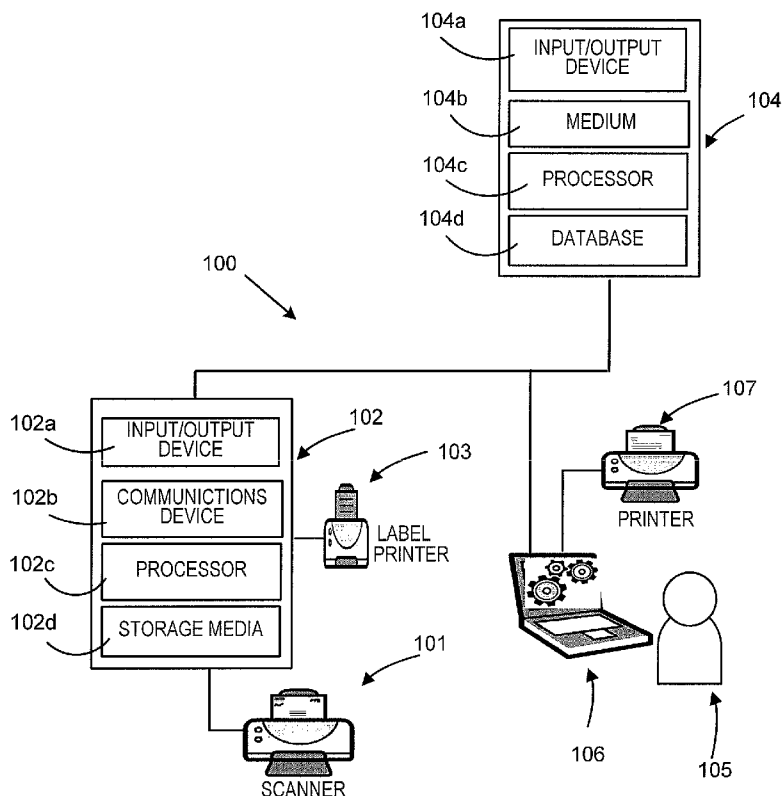 104a
INPUT/OUTPUT
DEVICE
104b
MEDIUM
104
104c
PROCESSOR
104d
DATABASE
100
102a
INPUT/OUTPUT
DEVICE
102
102b
COMMUNICTIONS
DEVICE
102c
PROCESSOR
102d
STORAGE MEDIA
103
LABEL
PRINTER
107
PRINTER
101
SCANNER
106
105